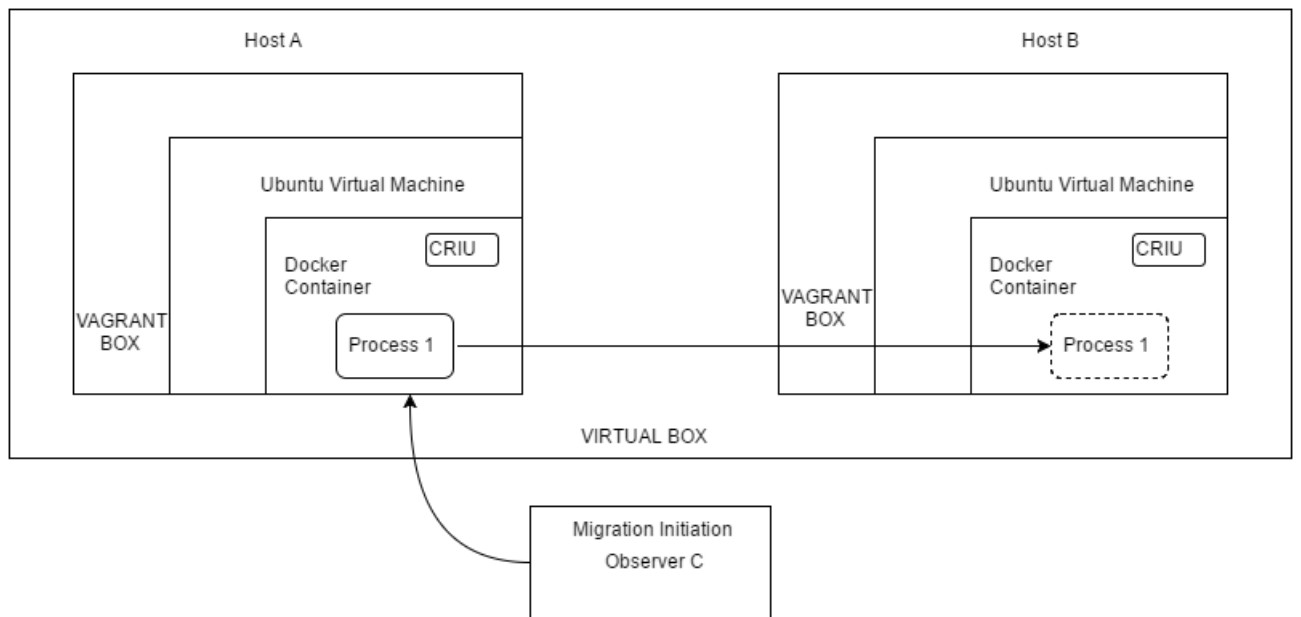 Host A
Host B
Ubuntu Virtual Machine
Ubuntu Virtual Machine
CRIU
CRIU
Docker
Container
Docker
Container
VAGRANT
BOX
VAGRANT
BOX
Process 1
Process 1
VIRTUAL BOX
Migration Initiation
Observer C